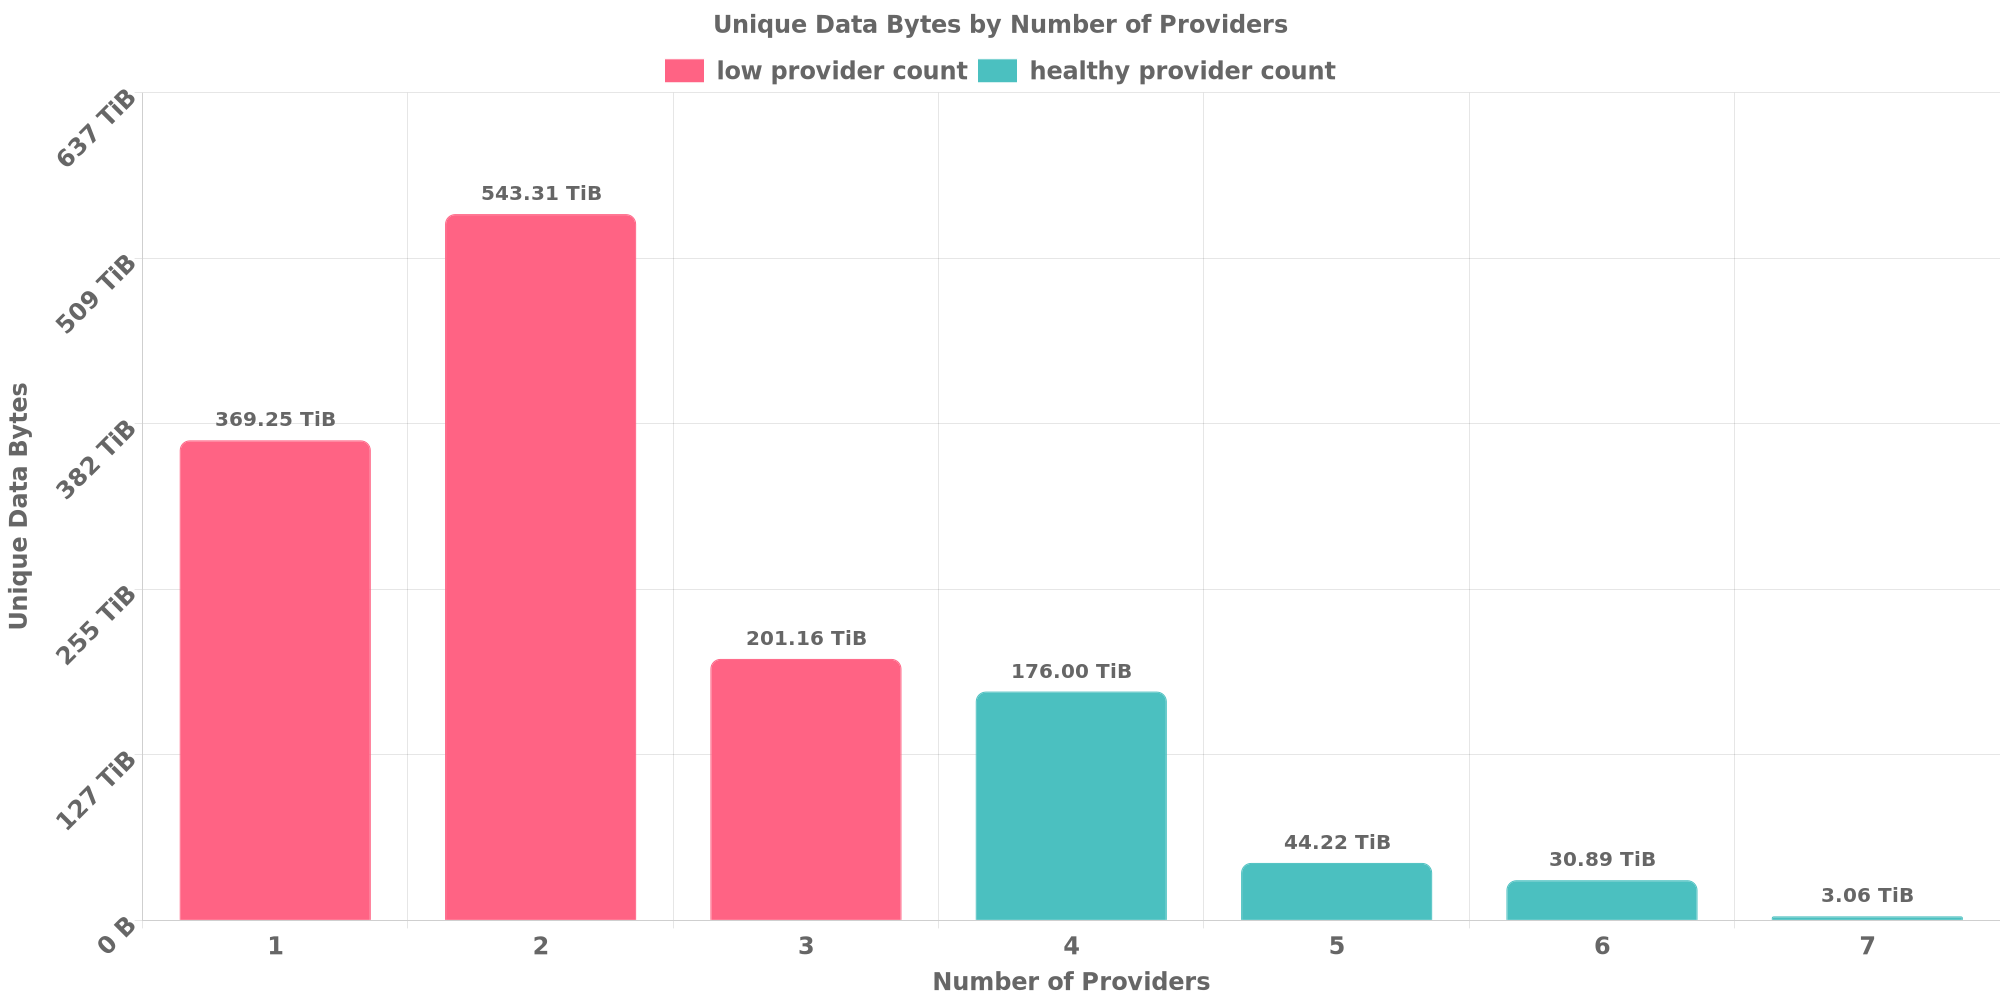 Unique Data Bytes by Number of Providers
low provider count healthy provider count
637 TiB
509 TiB
382 TiB
255 TiB
127 TiB
0 B
Unique Data Bytes
369.25 TiB
543.31 TiB
201.16 TiB
176.00 TiB
44.22 TiB
30.89 TiB
3.06 TiB
1 2 3 4 5 6 7
Number of Providers